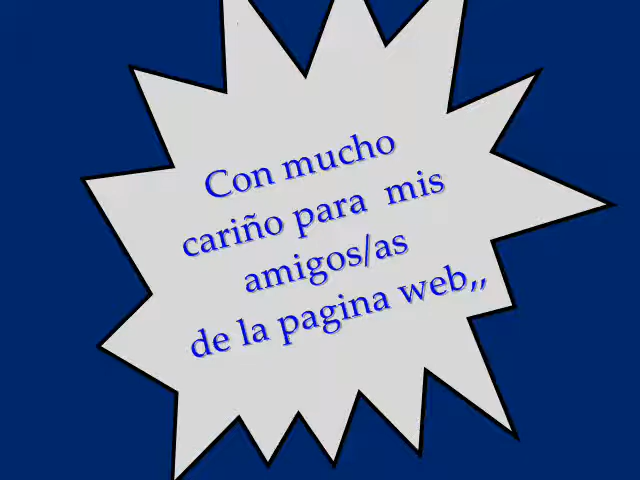 Con mucho
cariño para mis
amigos/as
de la pagina web,,